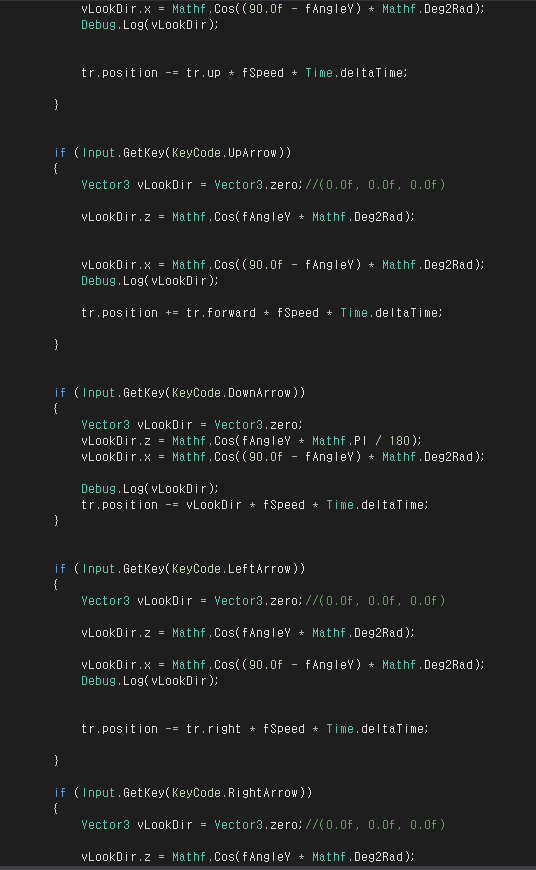 vLookDir.x = Mathf.Cos((90.0f - fAngleY) * Mathf.Deg2Rad);
Debug.Log(vLookDir);
tr.position -= tr.up * fSpeed * Time.deltaTime;
}
if (Input.GetKey(KeyCode.UpArrow))
{
Vector3 vLookDir = Vector3.zero;//(0.0f, 0.0f, 0.0f)
vLookDir.z = Mathf.Cos(fAngleY * Mathf.Deg2Rad);
vLookDir.x = Mathf.Cos((90.0f - fAngleY) * Mathf.Deg2Rad);
Debug.Log(vLookDir);
tr.position += tr.forward * fSpeed * Time.deltaTime;
}
if (Input.GetKey(KeyCode.DownArrow))
{
Vector3 vLookDir = Vector3.zero;
vLookDir.z = Mathf.Cos(fAngleY * Mathf.PI / 180);
vLookDir.x = Mathf.Cos((90.0f - fAngleY) * Mathf.Deg2Rad);
Debug.Log(vLookDir);
tr.position -= vLookDir * fSpeed * Time.deltaTime;
}
if (Input.GetKey(KeyCode.LeftArrow))
{
Vector3 vLookDir = Vector3.zero;//(0.0f, 0.0f, 0.0f)
vLookDir.z = Mathf.Cos(fAngleY * Mathf.Deg2Rad);
vLookDir.x = Mathf.Cos((90.0f - fAngleY) * Mathf.Deg2Rad);
Debug.Log(vLookDir);
tr.position -= tr.right * fSpeed * Time.deltaTime;
}
if (Input.GetKey(KeyCode.RightArrow))
{
Vector3 vLookDir = Vector3.zero;//(0.0f, 0.0f, 0.0f)
vLookDir.z = Mathf.Cos(fAngleY * Mathf.Deg2Rad);